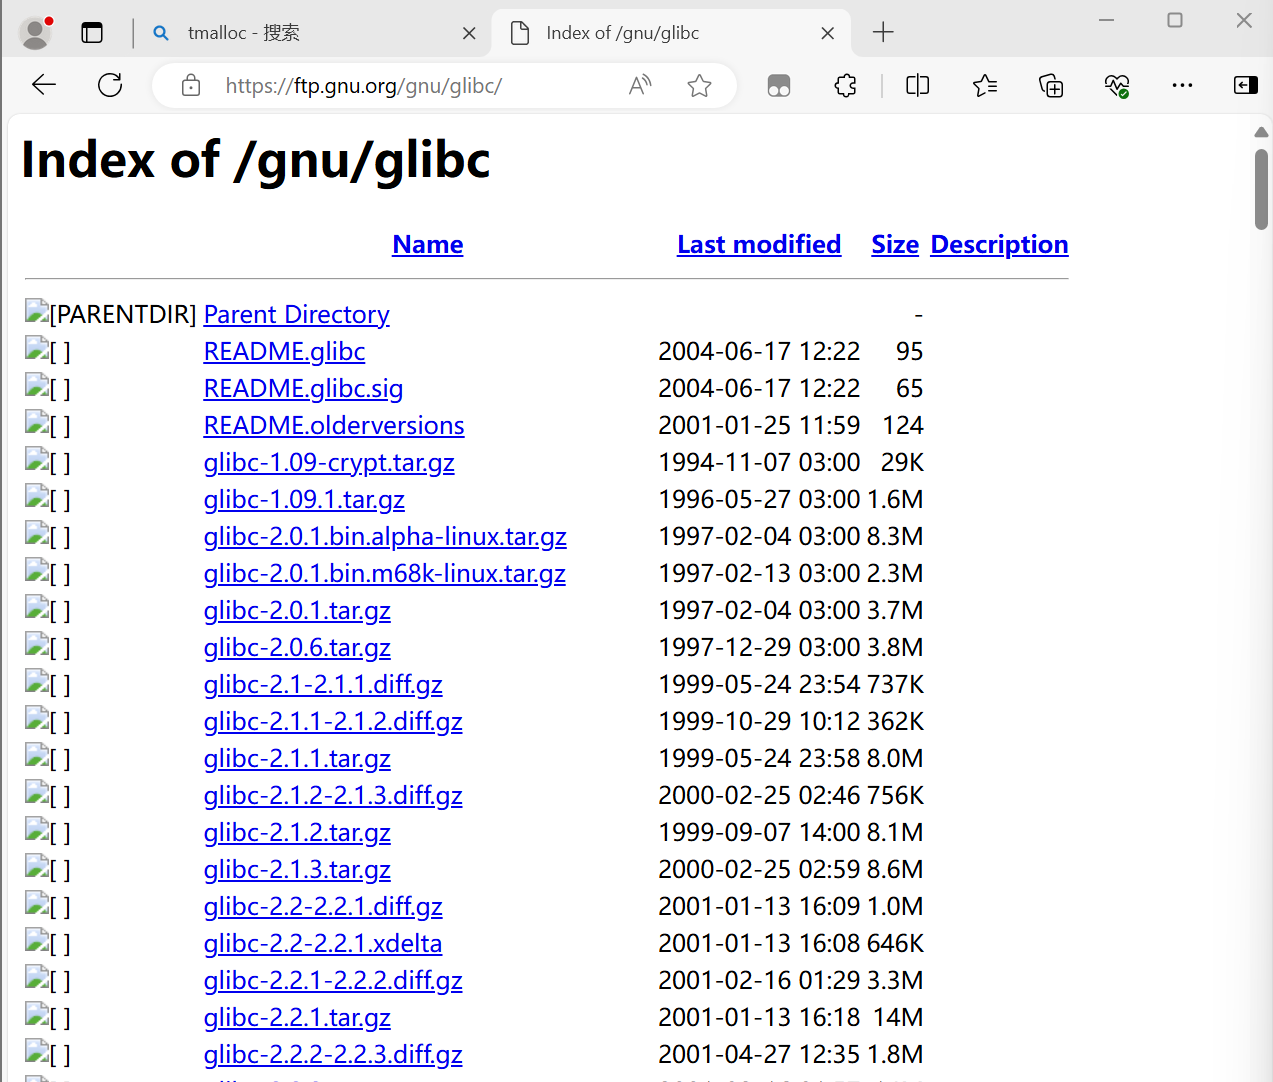 tmalloc - 搜索
Index of /gnu/glibc
https://ftp.gnu.org/gnu/glibc/
Index of /gnu/glibc
Name Last modified Size Description
[PARENTDIR] Parent Directory -
[ ] README.glibc 2004-06-17 12:22 95
[ ] README.glibc.sig 2004-06-17 12:22 65
[ ] README.olderversions 2001-01-25 11:59 124
[ ] glibc-1.09-crypt.tar.gz 1994-11-07 03:00 29K
[ ] glibc-1.09.1.tar.gz 1996-05-27 03:00 1.6M
[ ] glibc-2.0.1.bin.alpha-linux.tar.gz 1997-02-04 03:00 8.3M
[ ] glibc-2.0.1.bin.m68k-linux.tar.gz 1997-02-13 03:00 2.3M
[ ] glibc-2.0.1.tar.gz 1997-02-04 03:00 3.7M
[ ] glibc-2.0.6.tar.gz 1997-12-29 03:00 3.8M
[ ] glibc-2.1-2.1.1.diff.gz 1999-05-24 23:54 737K
[ ] glibc-2.1.1-2.1.2.diff.gz 1999-10-29 10:12 362K
[ ] glibc-2.1.1.tar.gz 1999-05-24 23:58 8.0M
[ ] glibc-2.1.2-2.1.3.diff.gz 2000-02-25 02:46 756K
[ ] glibc-2.1.2.tar.gz 1999-09-07 14:00 8.1M
[ ] glibc-2.1.3.tar.gz 2000-02-25 02:59 8.6M
[ ] glibc-2.2-2.2.1.diff.gz 2001-01-13 16:09 1.0M
[ ] glibc-2.2-2.2.1.xdelta 2001-01-13 16:08 646K
[ ] glibc-2.2.1-2.2.2.diff.gz 2001-02-16 01:29 3.3M
[ ] glibc-2.2.1.tar.gz 2001-01-13 16:18 14M
[ ] glibc-2.2.2-2.2.3.diff.gz 2001-04-27 12:35 1.8M